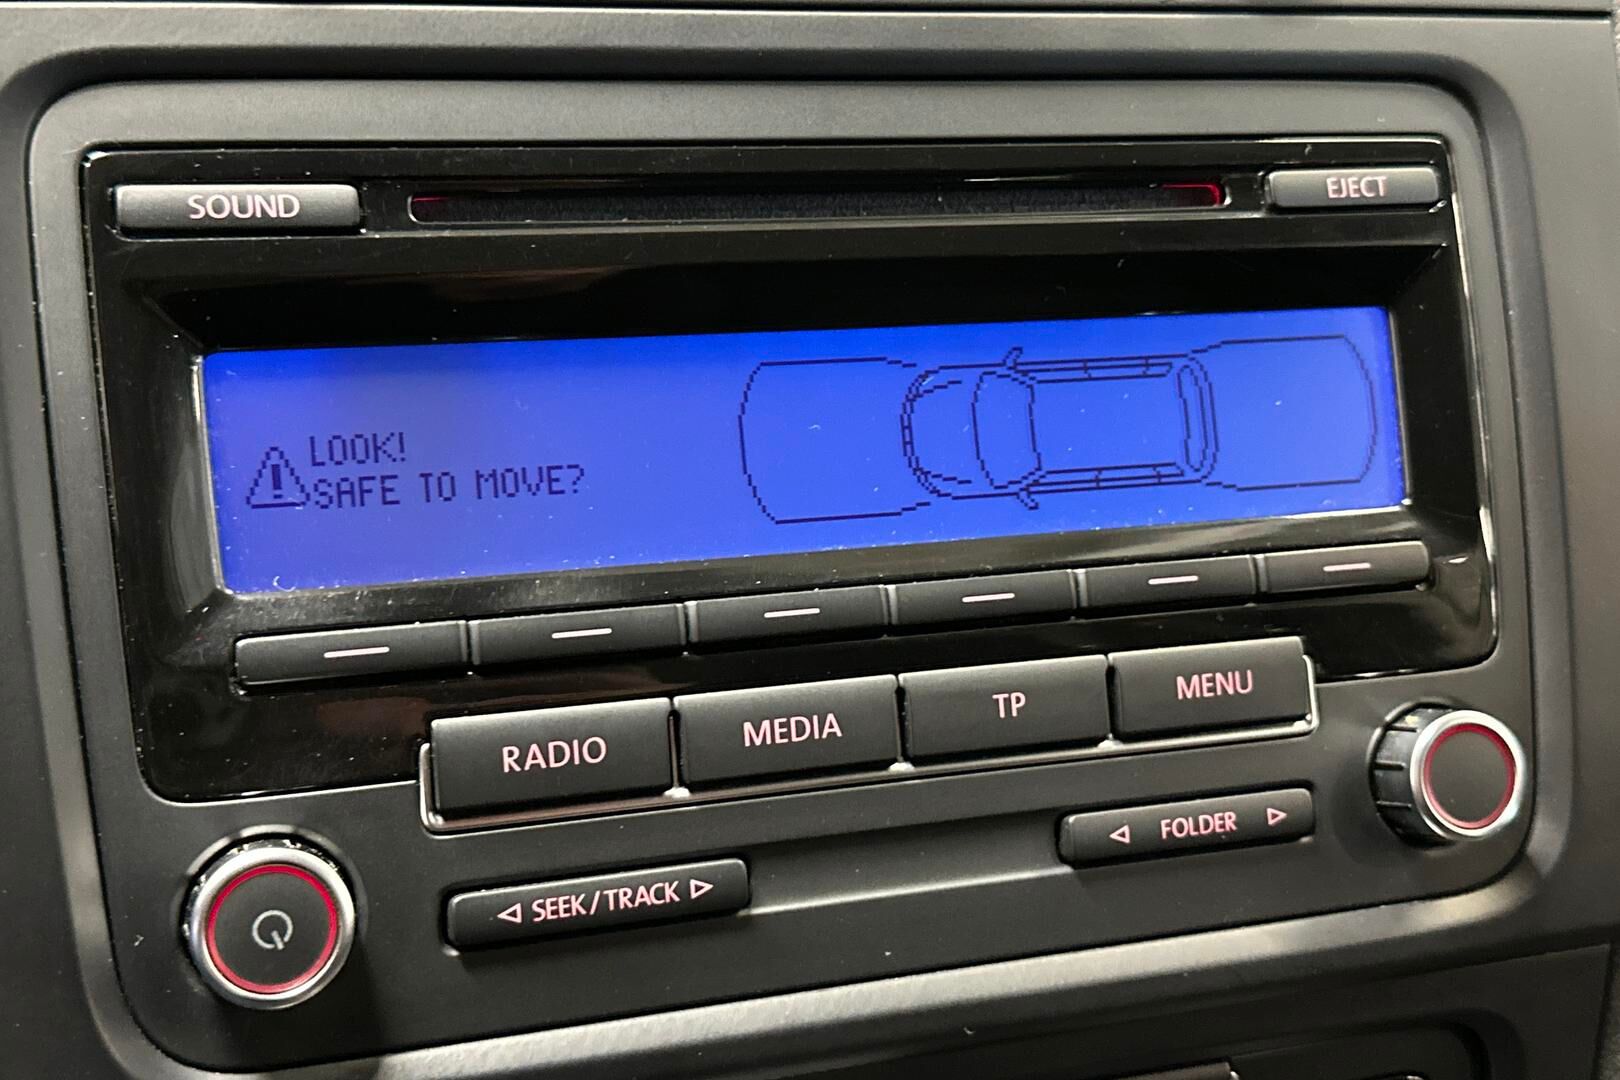 SOUND
EJECT
LOOK!
SAFE TO MOVE?
RADIO
MEDIA
TP
MENU
SEEK/TRACK
FOLDER